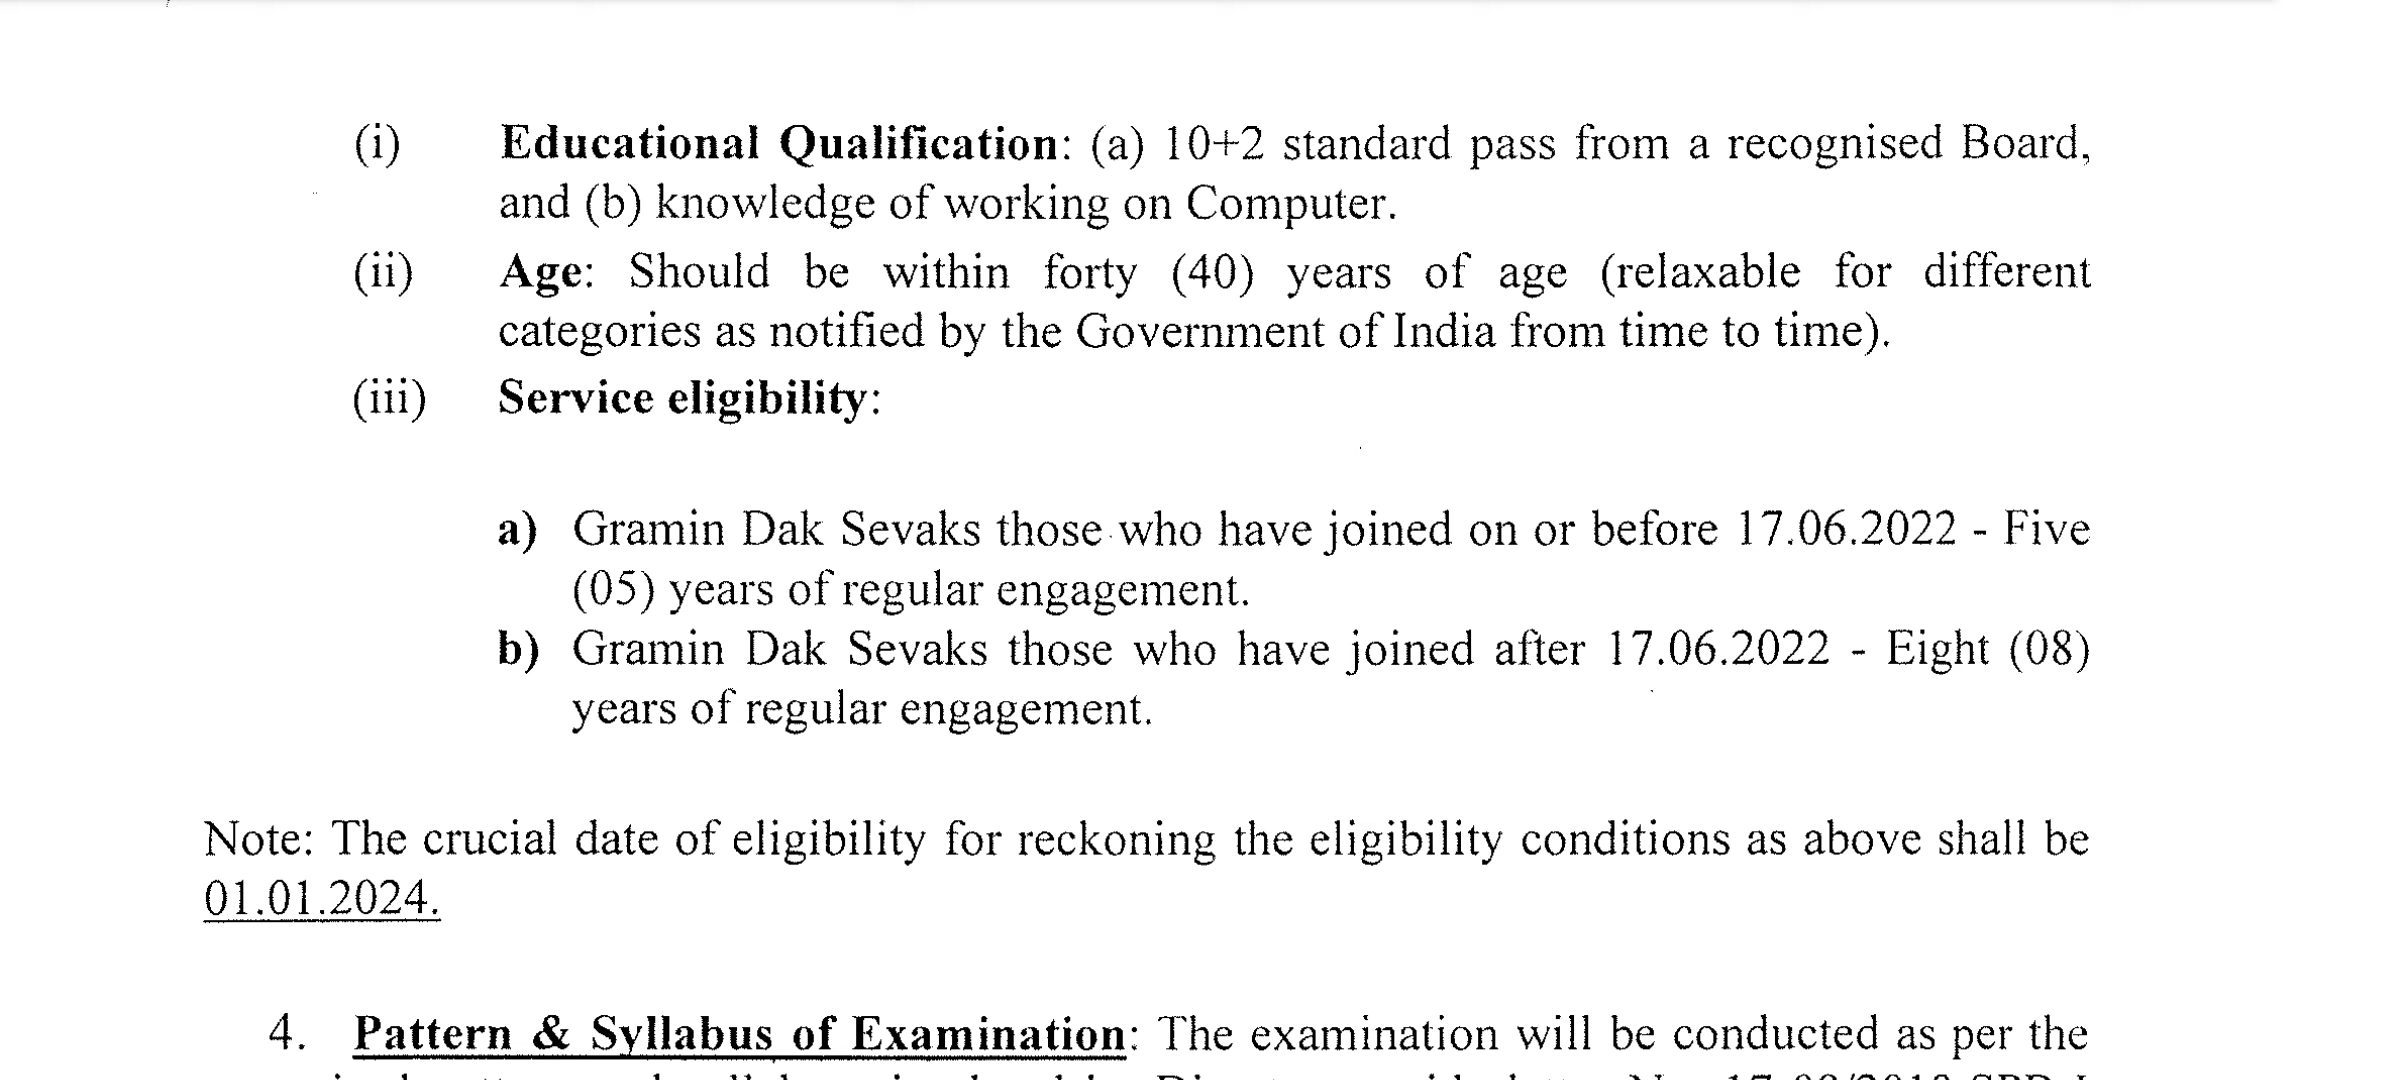 (i) Educational Qualification: (a) 10+2 standard pass from a recognised Board,
and (b) knowledge of working on Computer.
(ii) Age: Should be within forty (40) years of age (relaxable for different
categories as notified by the Government of India from time to time).
(iii) Service eligibility:
a) Gramin Dak Sevaks those who have joined on or before 17.06.2022 - Five
(05) years of regular engagement.
b) Gramin Dak Sevaks those who have joined after 17.06.2022 - Eight (08)
years of regular engagement.
Note: The crucial date of eligibility for reckoning the eligibility conditions as above shall be
01.01.2024.
4. Pattern & Syllabus of Examination: The examination will be conducted as per the